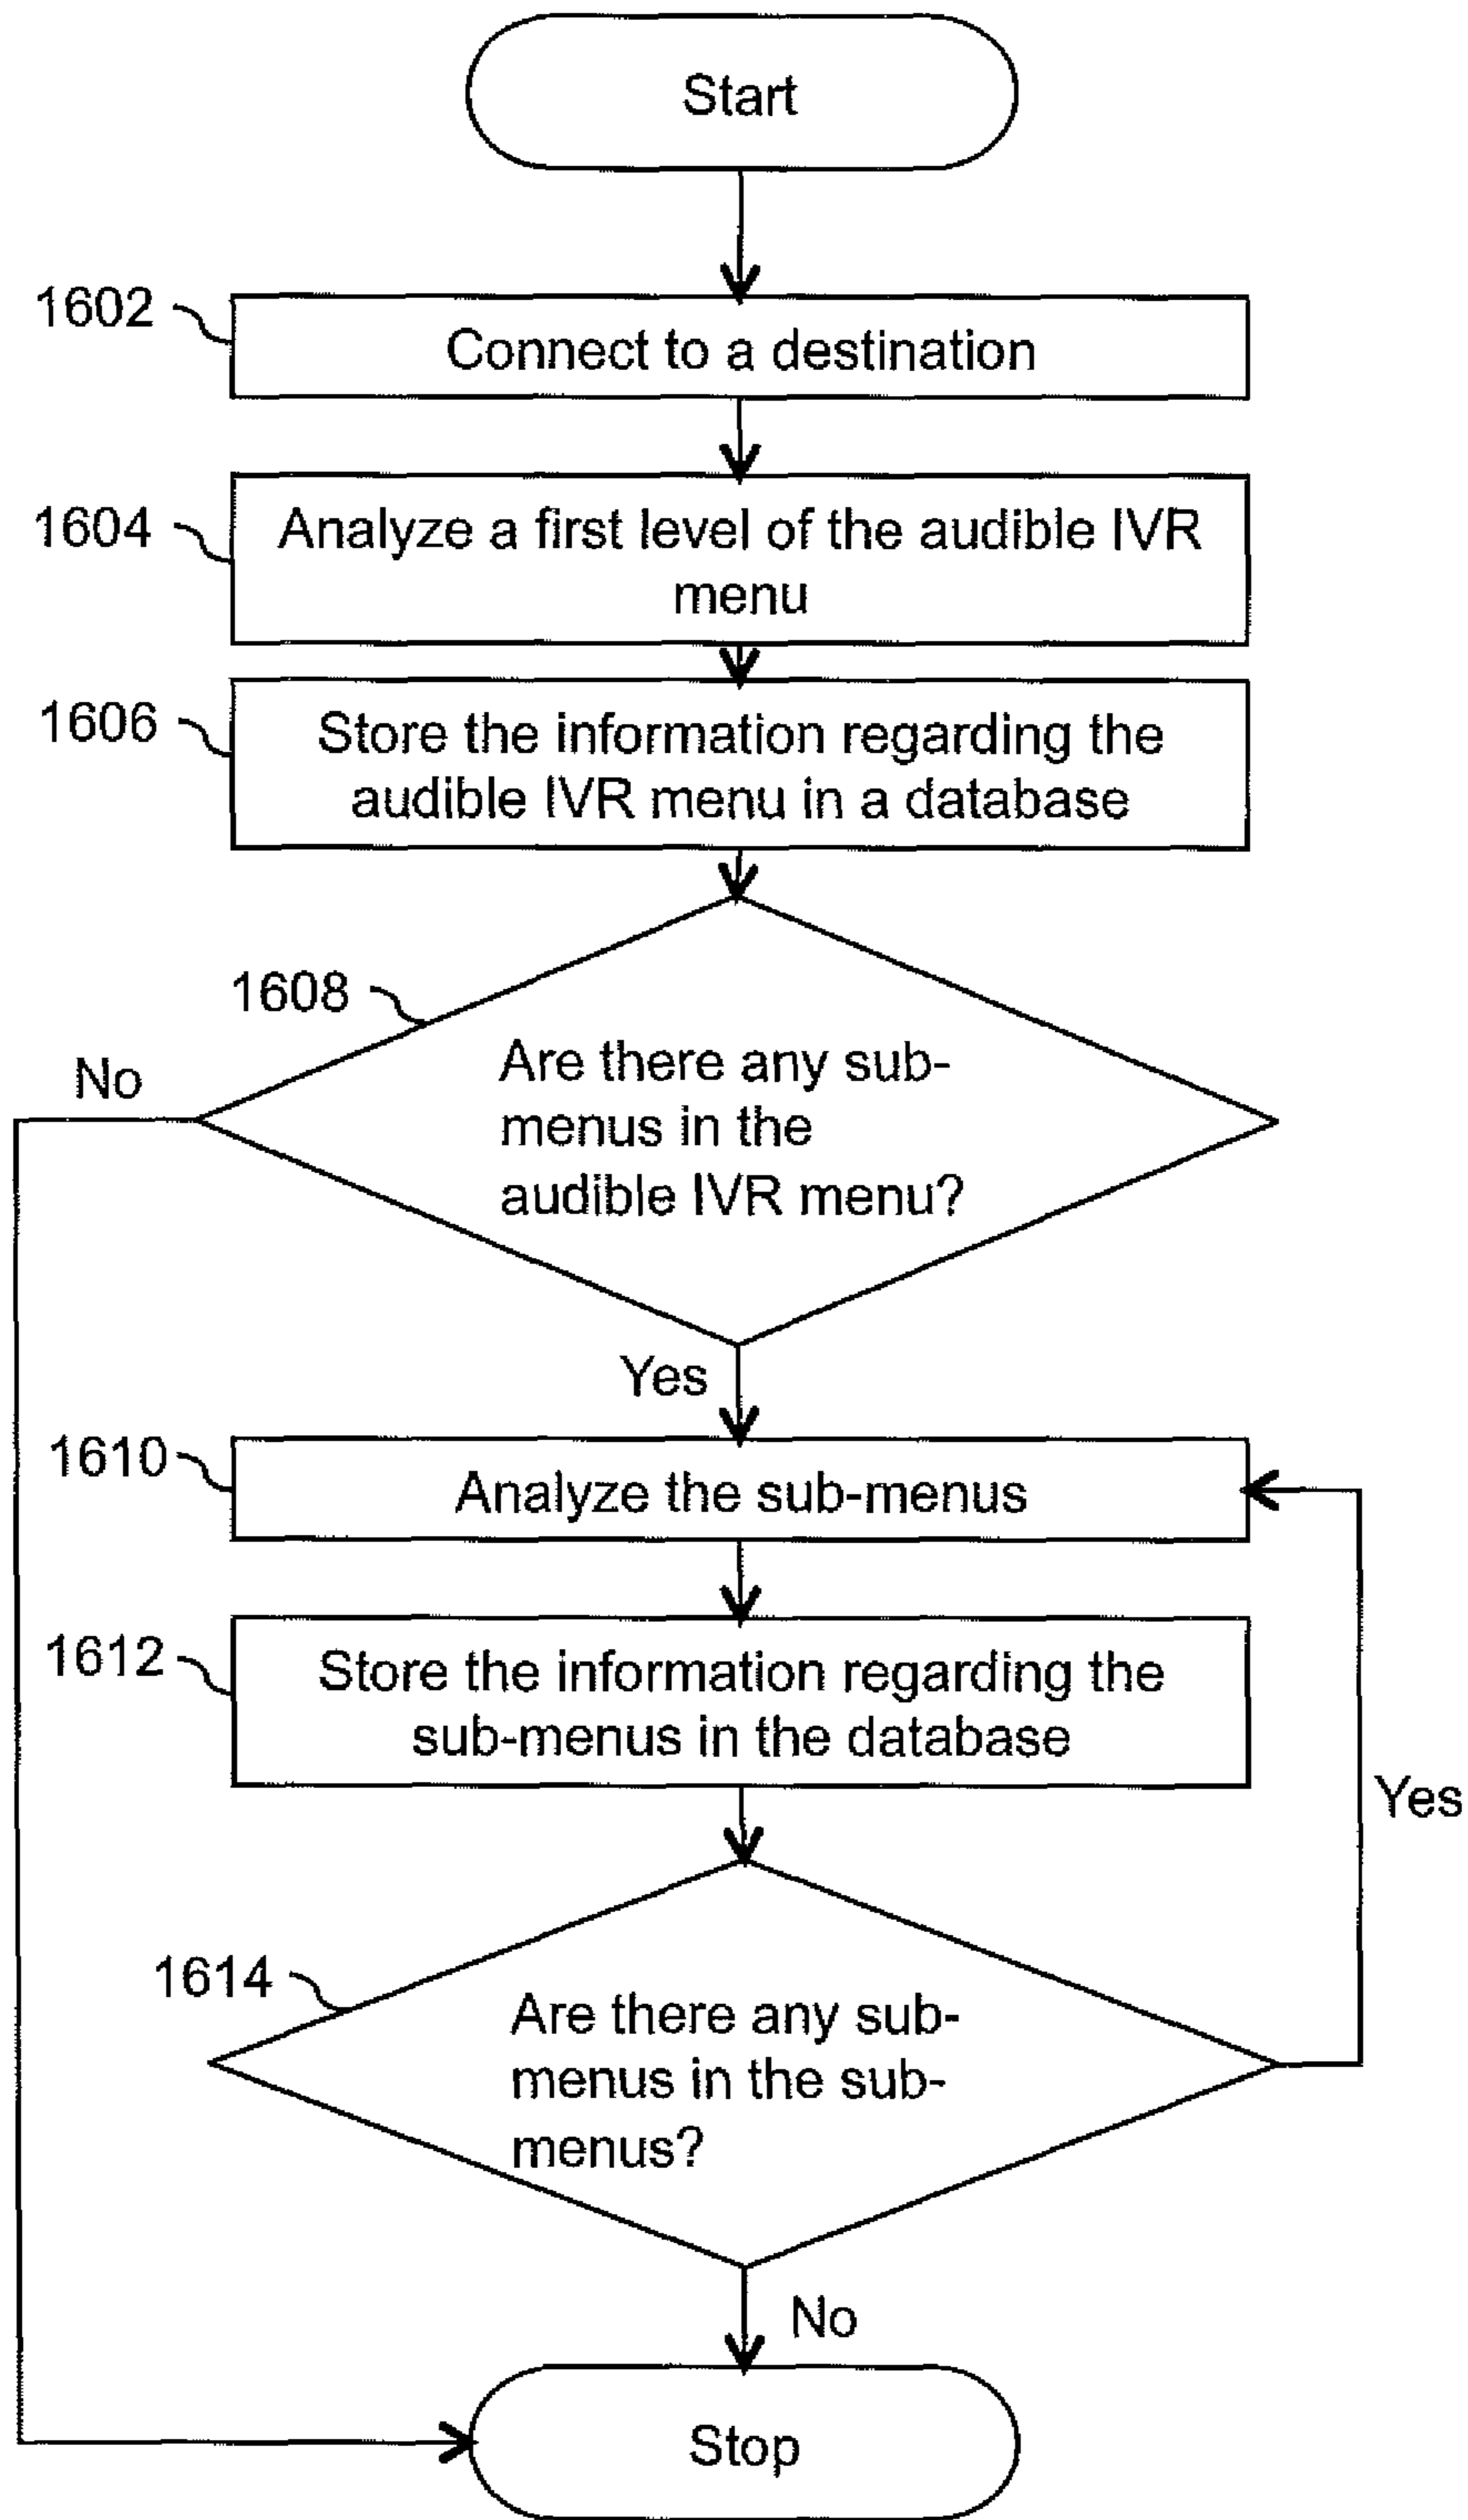 Start
1602
Connect to a destination
1604
Analyze a first level of the audible IVR
menu
1606
Store the information regarding the
audible IVR menu in a database
1608
Are there any sub-
menus in the
audible IVR menu?
No
Yes
1610
Analyze the sub-menus
1612
Store the information regarding the
sub-menus in the database
Yes
1614
Are there any sub-
menus in the sub-
menus?
No
Stop